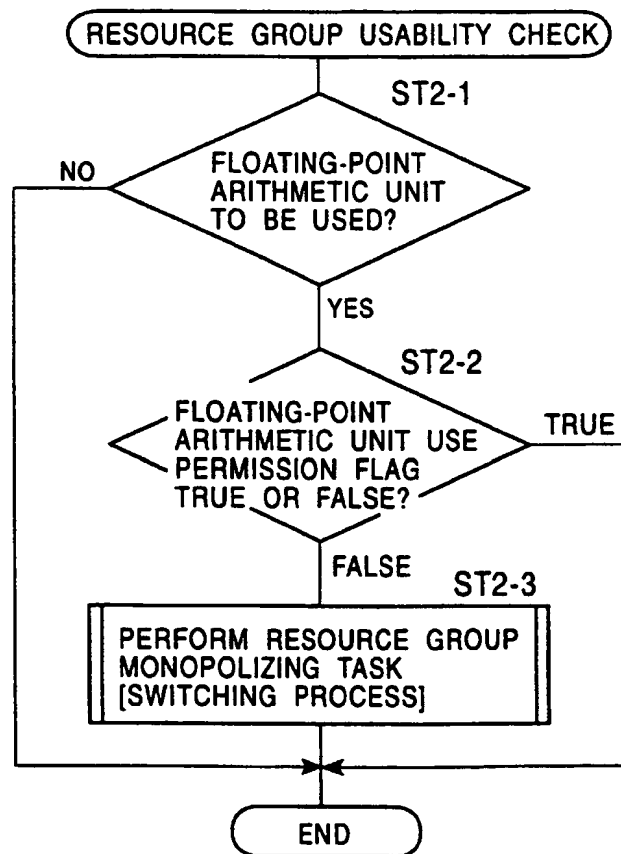 RESOURCE GROUP USABILITY CHECK
ST2-1
FLOATING-POINT
ARITHMETIC UNIT
TO BE USED?
NO
YES
ST2-2
FLOATING-POINT
ARITHMETIC UNIT USE
PERMISSION FLAG
TRUE OR FALSE?
TRUE
FALSE
ST2-3
PERFORM RESOURCE GROUP
MONOPOLIZING TASK
[SWITCHING PROCESS]
END